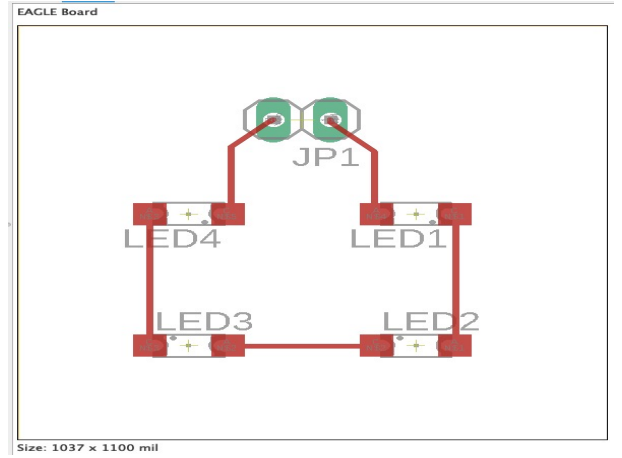 EAGLE Board
JP1
LED4 LED1
LED3 LED2
Size: 1037 x 1100 mil